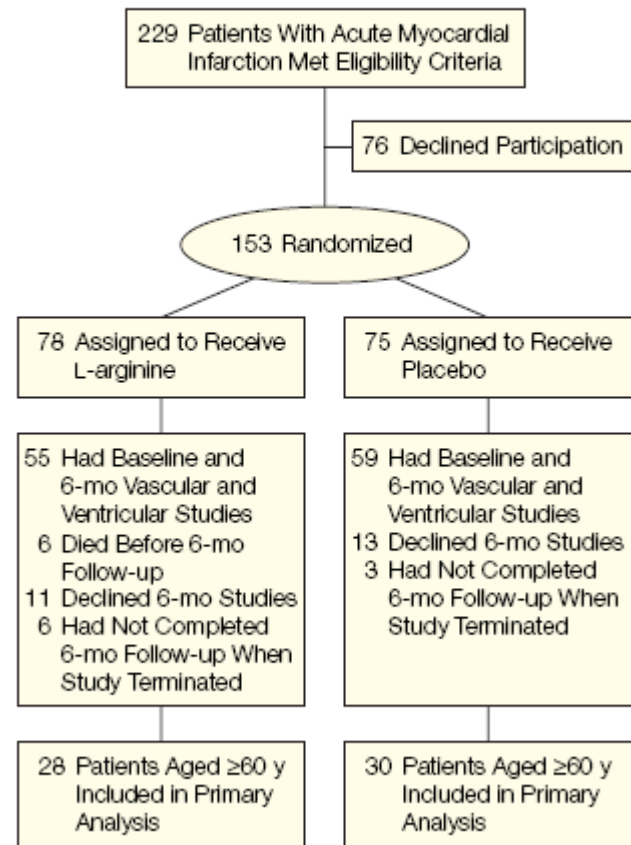 229 Patients With Acute Myocardial
Infarction Met Eligibility Criteria
76 Declined Participation
153 Randomized
78 Assigned to Receive
L-arginine
75 Assigned to Receive
Placebo
55 Had Baseline and
6-mo Vascular and
Ventricular Studies
6 Died Before 6-mo
Follow-up
11 Declined 6-mo Studies
6 Had Not Completed
6-mo Follow-up When
Study Terminated
59 Had Baseline and
6-mo Vascular and
Ventricular Studies
13 Declined 6-mo Studies
3 Had Not Completed
6-mo Follow-up When
Study Terminated
28 Patients Aged ≥60 y
Included in Primary
Analysis
30 Patients Aged ≥60 y
Included in Primary
Analysis